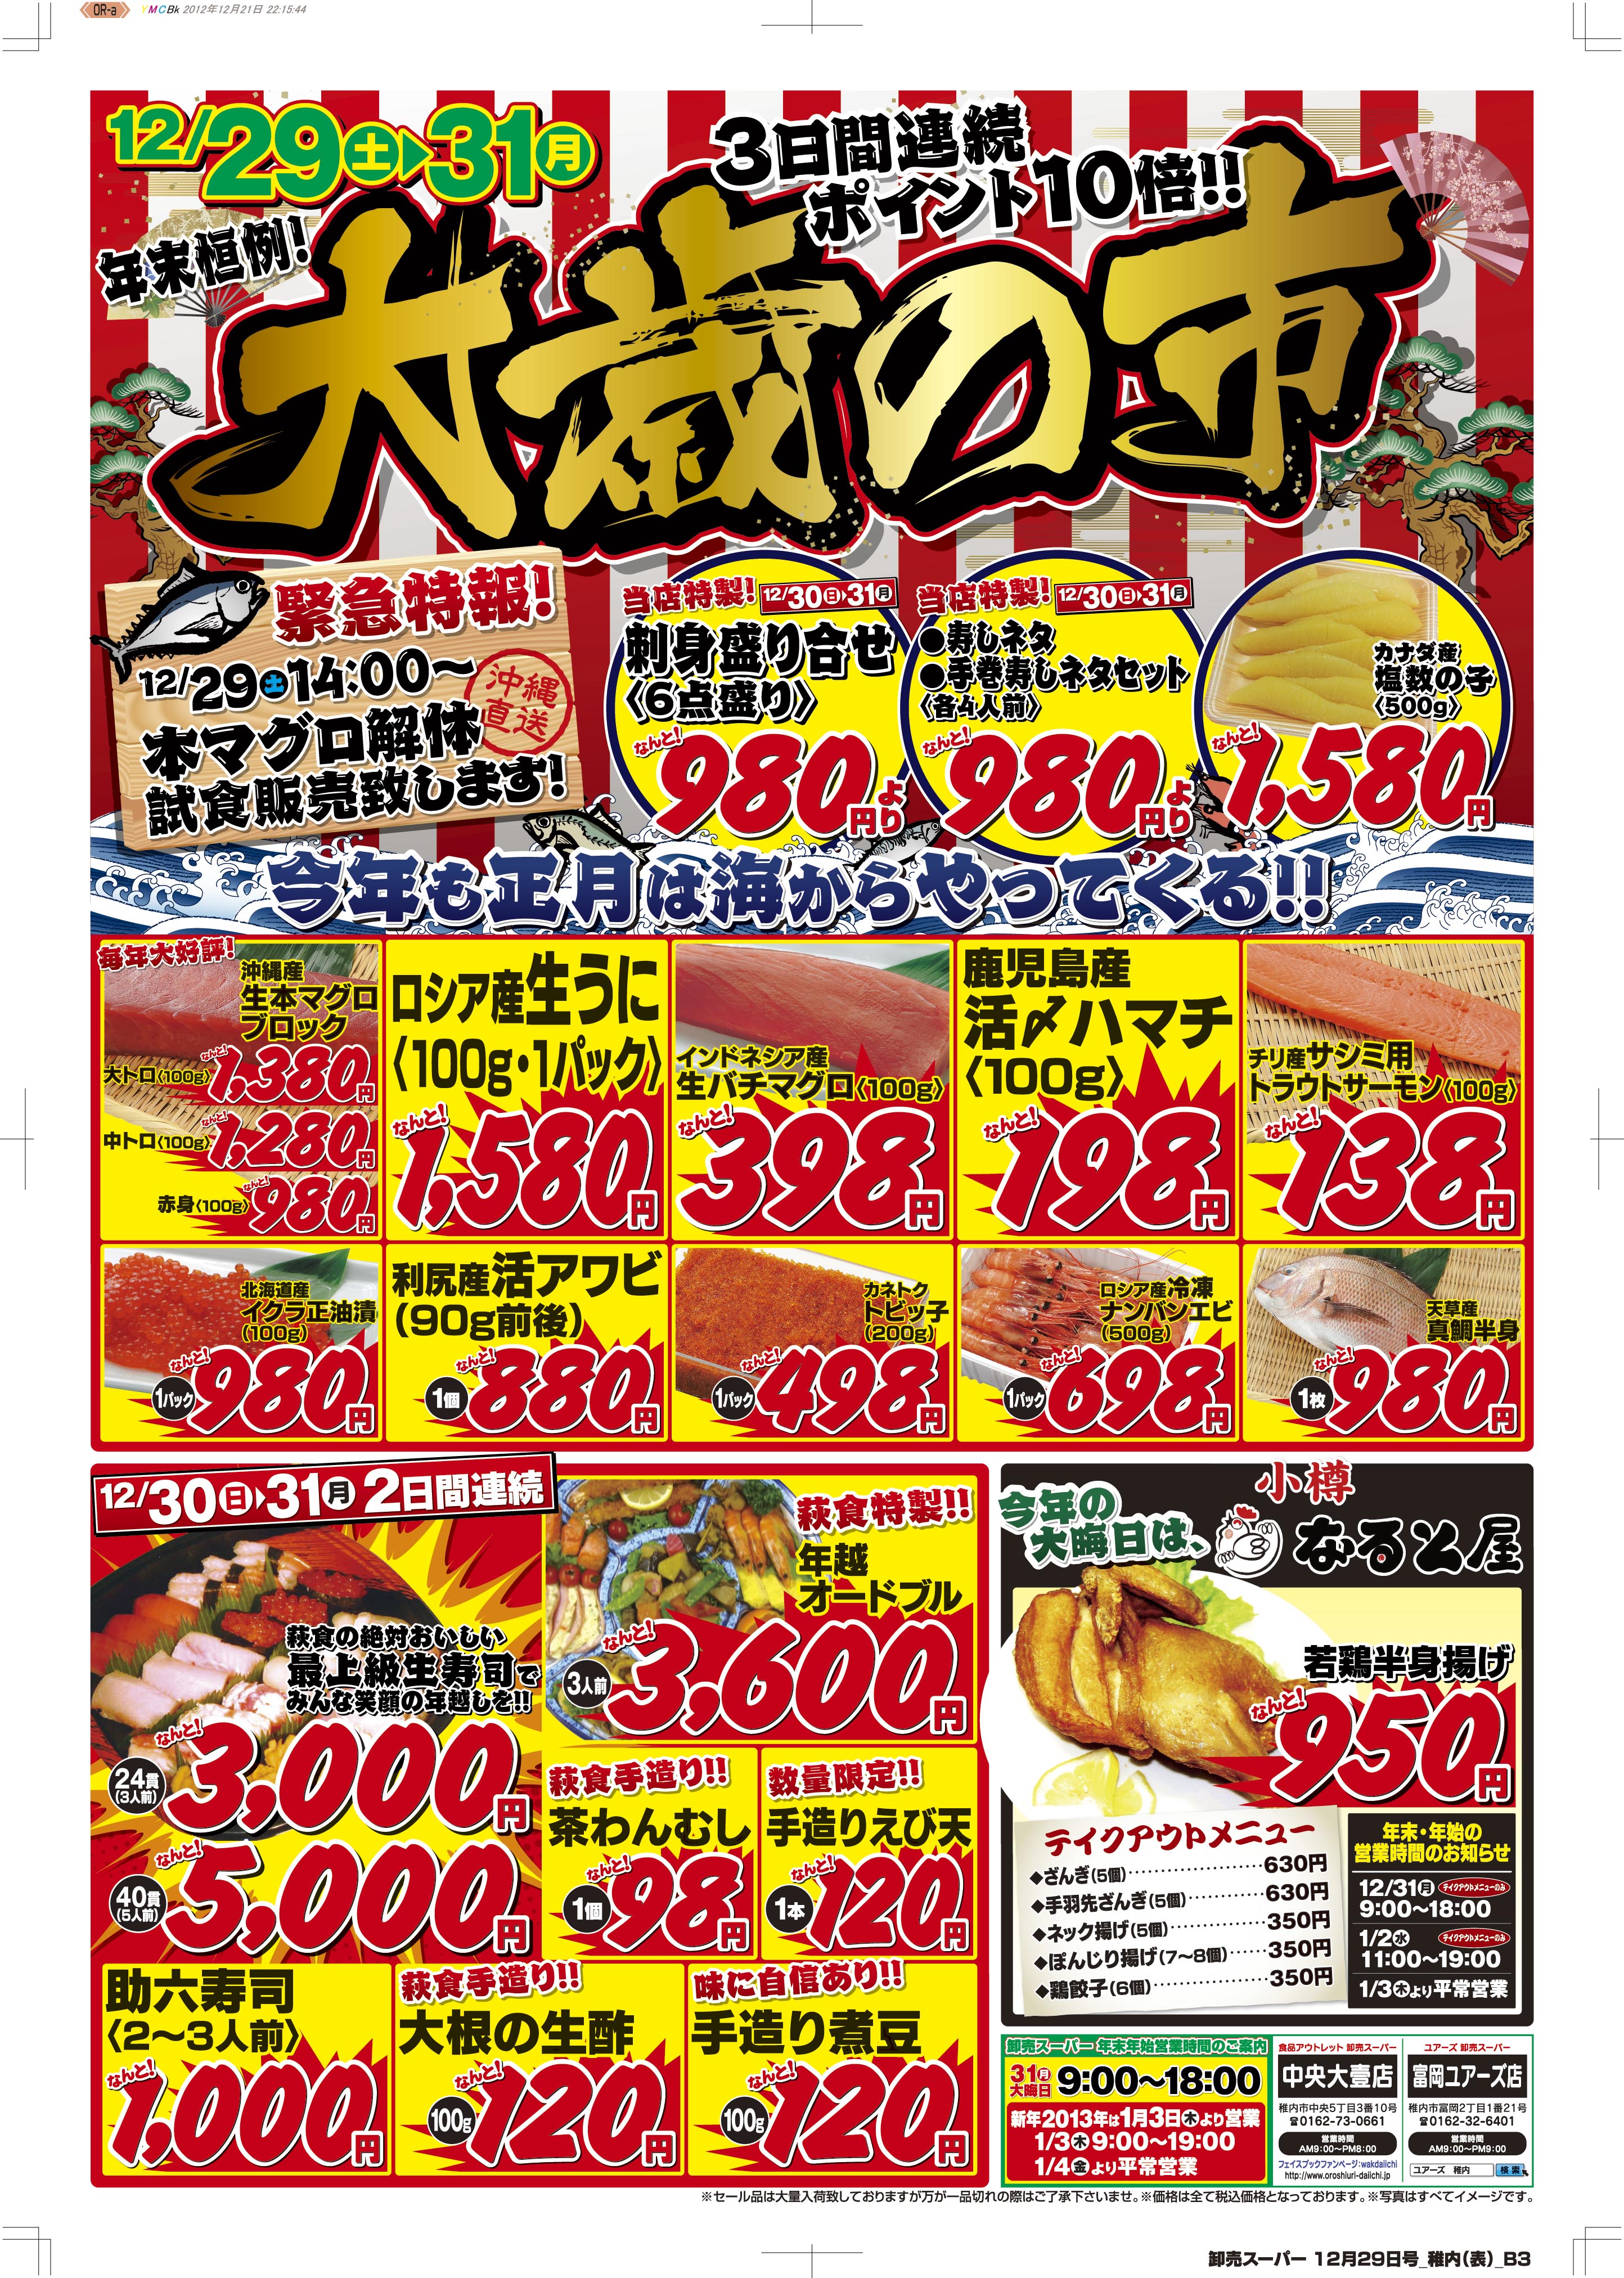 OR-a YMCBk 2012年12月21日 22:15:44
12/29土▶31月
3日間連続
ポイント10倍!!
年末恒例!
大歳の市
緊急特報!
12/29土14:00〜
沖縄
直送
本マグロ解体
試食販売致します!
当店特製! 12/30日▶31月
刺身盛り合せ
〈6点盛り〉
なんと!
980円より
当店特製! 12/30日▶31月
●寿しネタ
●手巻寿しネタセット
〈各4人前〉
なんと!
980円より
カナダ産
塩数の子
〈500g〉
なんと!
1,580円
今年も正月は海からやってくる!!
毎年大好評!
沖縄産
生本マグロ
ブロック
大トロ〈100g〉なんと!1,380円
中トロ〈100g〉なんと!1,280円
赤身〈100g〉なんと!980円
ロシア産生うに
〈100g・1パック〉
なんと!
1,580円
インドネシア産
生バチマグロ〈100g〉
なんと!
398円
鹿児島産
活〆ハマチ
〈100g〉
なんと!
198円
チリ産サシミ用
トラウトサーモン〈100g〉
なんと!
138円
北海道産
イクラ正油漬
(100g)
なんと!
1パック980円
利尻産活アワビ
(90g前後)
なんと!
1個880円
カネトク
トビッ子
(200g)
なんと!
1パック498円
ロシア産冷凍
ナンバンエビ
(500g)
なんと!
1パック698円
天草産
真鯛半身
なんと!
1枚980円
12/30日▶31月 2日間連続
萩食の絶対おいしい
最上級生寿司で
みんな笑顔の年越しを!!
なんと!
24貫(3人前)3,000円
なんと!
40貫(5人前)5,000円
萩食特製!!
年越
オードブル
なんと!
3人前3,600円
萩食手造り!!
茶わんむし
なんと!
1個98円
数量限定!!
手造りえび天
なんと!
1本120円
助六寿司
〈2〜3人前〉
なんと!
1,000円
萩食手造り!!
大根の生酢
なんと!
100g120円
味に自信あり!!
手造り煮豆
なんと!
100g120円
今年の
大晦日は、
小樽
なると屋
若鶏半身揚げ
なんと!
950円
テイクアウトメニュー
◆ざんぎ(5個)……………………630円
◆手羽先ざんぎ(5個)……………630円
◆ネック揚げ(5個)………………350円
◆ぼんじり揚げ(7〜8個)……350円
◆鶏餃子(6個)…………………350円
年末・年始の
営業時間のお知らせ
12/31月 テイクアウトメニューのみ
9:00〜18:00
1/2水 テイクアウトメニューのみ
11:00〜19:00
1/3木より平常営業
卸売スーパー 年末年始営業時間のご案内
31月
大晦日 9:00〜18:00
新年2013年は1月3日木より営業
1/3木9:00〜19:00
1/4金より平常営業
食品アウトレット 卸売スーパー
中央大壹店
稚内市中央5丁目3番10号
☎0162-73-0661
営業時間
AM9:00〜PM8:00
フェイスブックファンページ:wakdaiichi
http://www.oroshiuri-daiichi.jp
ユアーズ 卸売スーパー
富岡ユアーズ店
稚内市富岡2丁目1番21号
☎0162-32-6401
営業時間
AM9:00〜PM9:00
ユアーズ 稚内 検索
※セール品は大量入荷致しておりますが万が一品切れの際はご了承下さいませ。※価格は全て税込価格となっております。※写真はすべてイメージです。
卸売スーパー 12月29日号_稚内(表)_B3